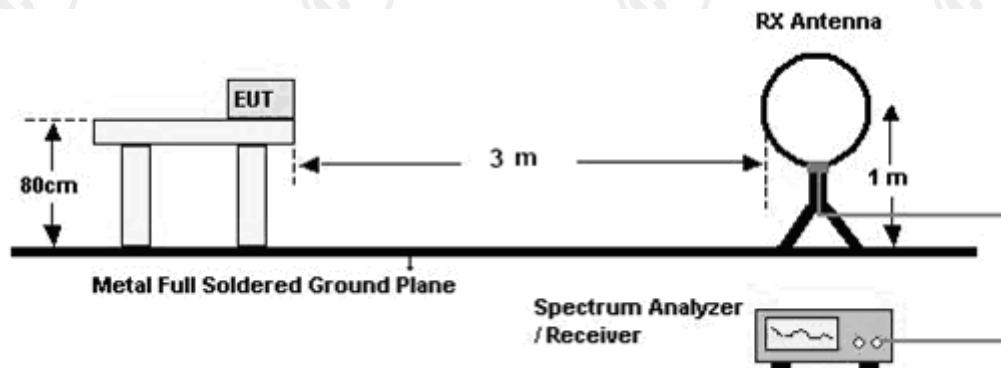 RX Antenna
EUT
3 m
80cm
1 m
Metal Full Soldered Ground Plane
Spectrum Analyzer
/ Receiver